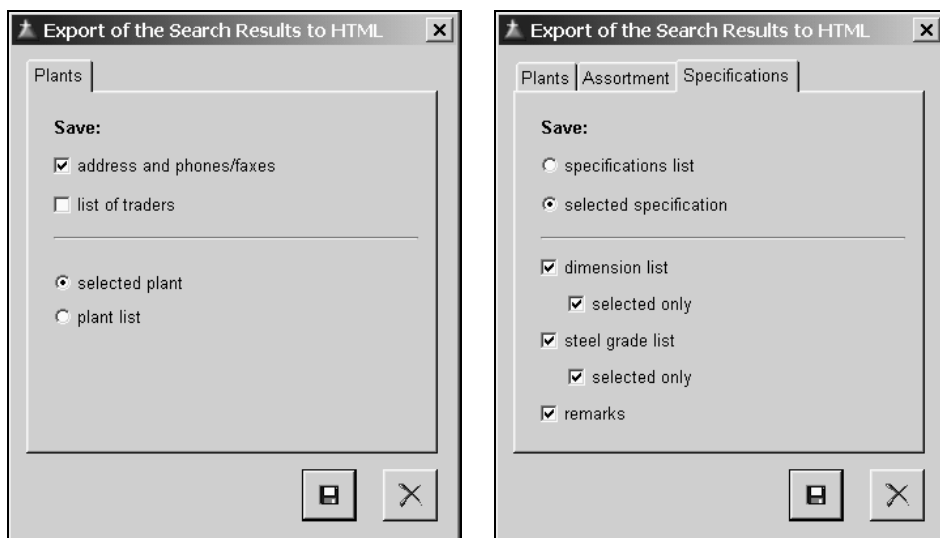 Export of the Search Results to HTML
Plants
Save:
address and phones/faxes
list of traders
selected plant
plant list
Export of the Search Results to HTML
Plants Assortment Specifications
Save:
specifications list
selected specification
dimension list
selected only
steel grade list
selected only
remarks